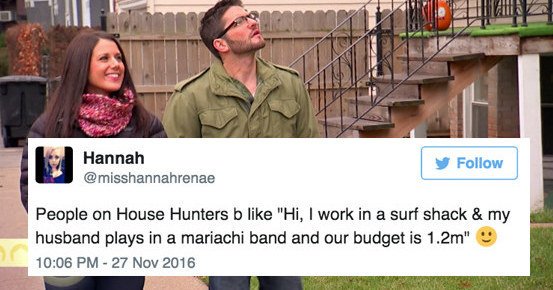 Hannah
Follow
@misshannahrenae
People on House Hunters b like "Hi, I work in a surf shack & my
husband plays in a mariachi band and our budget is 1.2m" 🙂
10:06 PM - 27 Nov 2016